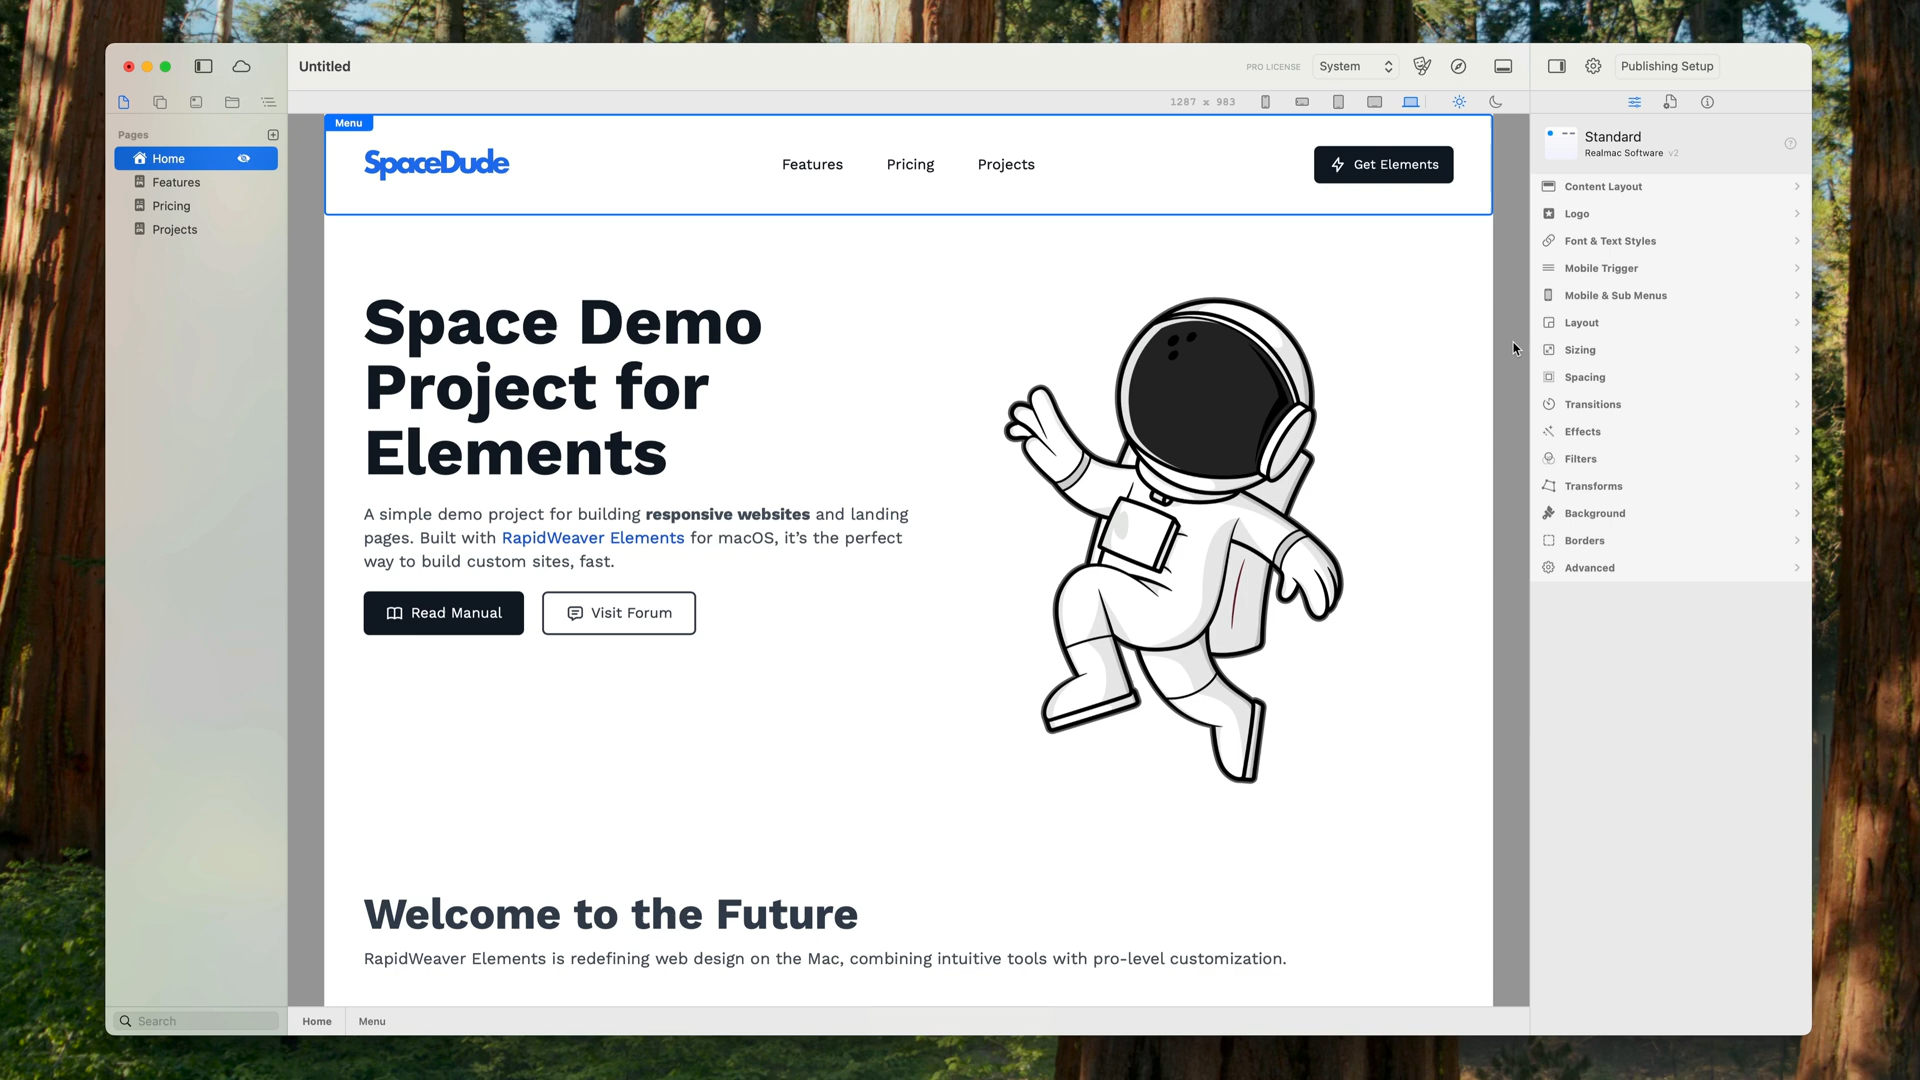 Untitled
PRO LICENSE
System
Publishing Setup
1287 x 983
Pages
Home
Features
Pricing
Projects
Search
Menu
SpaceDude
Features
Pricing
Projects
Get Elements
Space Demo
Project for
Elements
A simple demo project for building responsive websites and landing
pages. Built with RapidWeaver Elements for macOS, it’s the perfect
way to build custom sites, fast.
Read Manual
Visit Forum
Welcome to the Future
RapidWeaver Elements is redefining web design on the Mac, combining intuitive tools with pro-level customization.
Home
Menu
Standard
Realmac Software v2
?
Content Layout
Logo
Font & Text Styles
Mobile Trigger
Mobile & Sub Menus
Layout
Sizing
Spacing
Transitions
Effects
Filters
Transforms
Background
Borders
Advanced